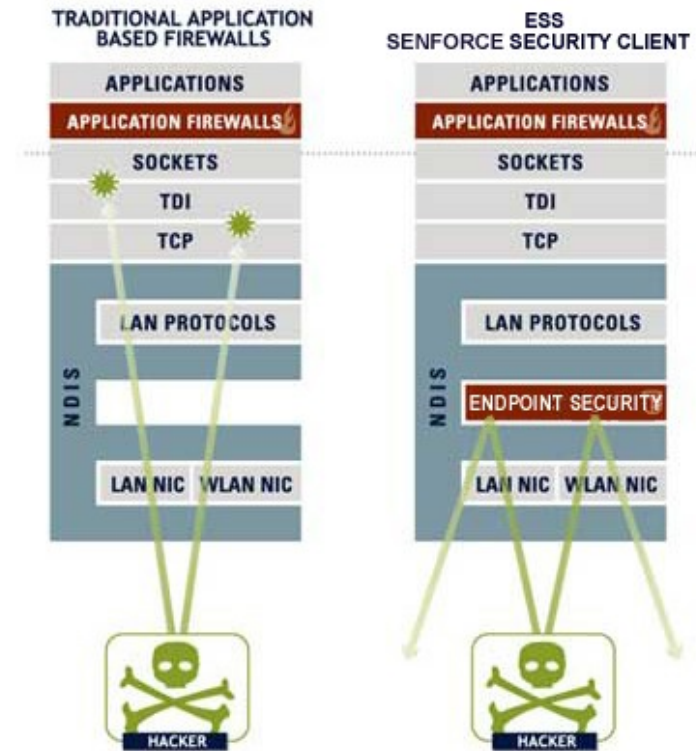 TRADITIONAL APPLICATION
BASED FIREWALLS
APPLICATIONS
APPLICATION FIREWALLS
SOCKETS
TDI
TCP
NDIS
LAN PROTOCOLS
LAN NIC
WLAN NIC
HACKER
ESS
SENFORCE SECURITY CLIENT
APPLICATIONS
APPLICATION FIREWALLS
SOCKETS
TDI
TCP
NDIS
LAN PROTOCOLS
ENDPOINT SECURITY
LAN NIC
WLAN NIC
HACKER